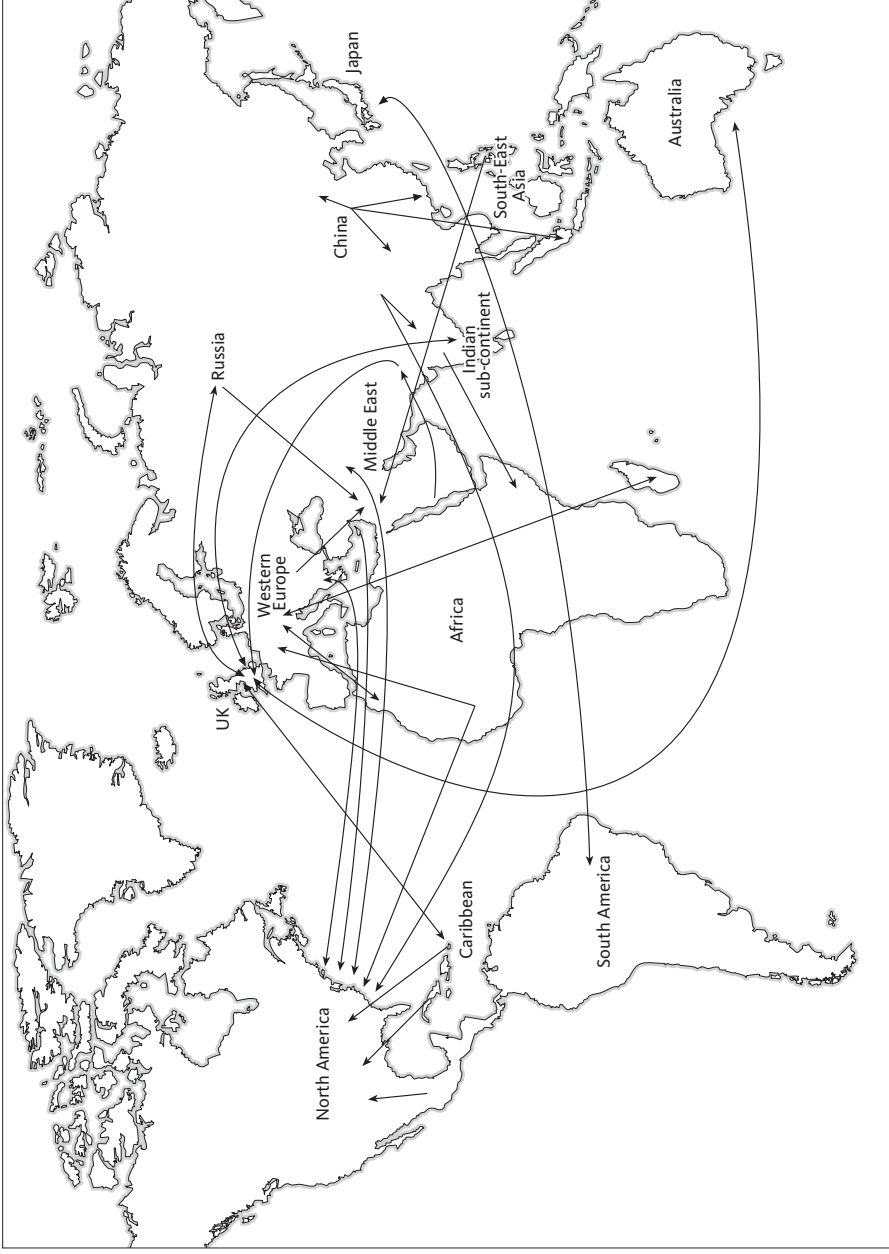 North America
Caribbean
South America
UK
Western
Europe
Africa
Russia
Middle East
Indian
sub-continent
China
South-East
Asia
Japan
Australia